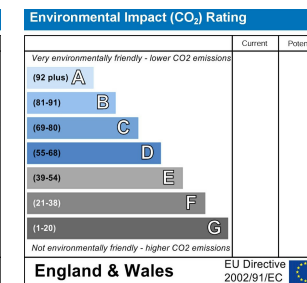 Environmental Impact (CO₂) Rating
Current
Very environmentally friendly - lower CO2 emissions
(92 plus) A
(81-91) B
(69-80) C
(55-68) D
(39-54) E
(21-38) F
(1-20) G
Not environmentally friendly - higher CO2 emissions
England & Wales
EU Directive
2002/91/EC